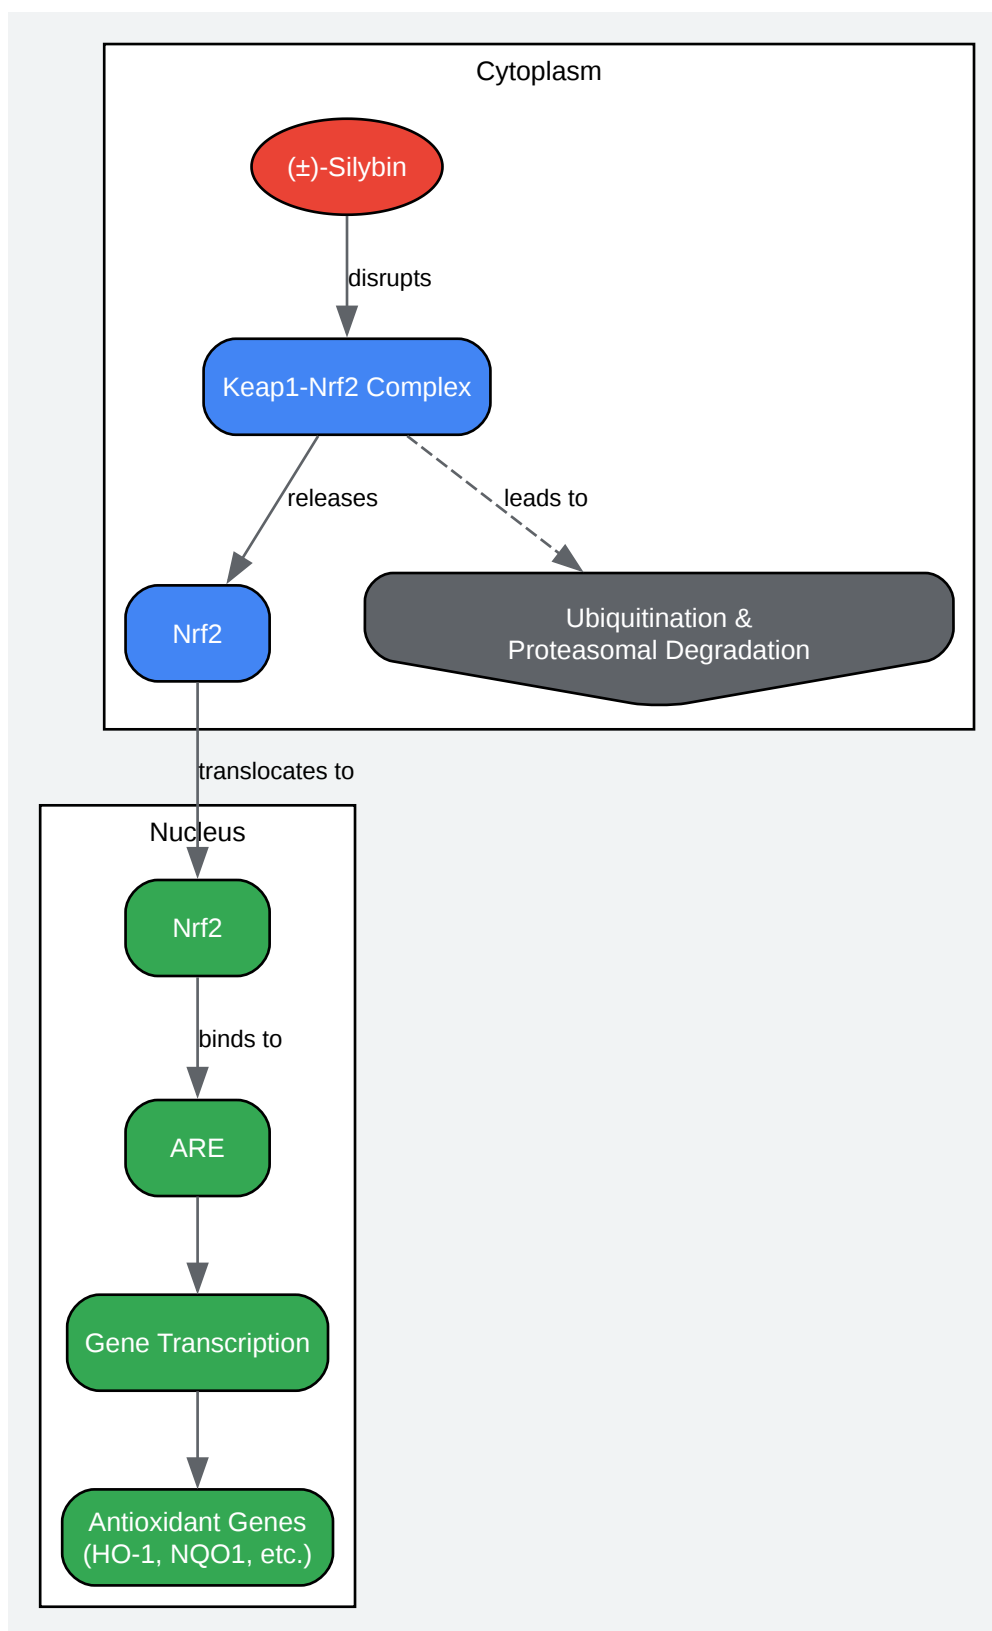 Cytoplasm
(±)-Silybin
disrupts
Keap1-Nrf2 Complex
releases
leads to
Nrf2
Ubiquitination &
Proteasomal Degradation
translocates to
Nucleus
Nrf2
binds to
ARE
Gene Transcription
Antioxidant Genes
(HO-1, NQO1, etc.)